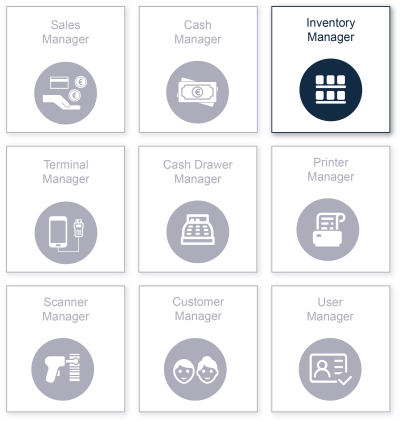 Sales
Manager
Cash
Manager
Inventory
Manager
Terminal
Manager
Cash Drawer
Manager
Printer
Manager
Scanner
Manager
Customer
Manager
User
Manager